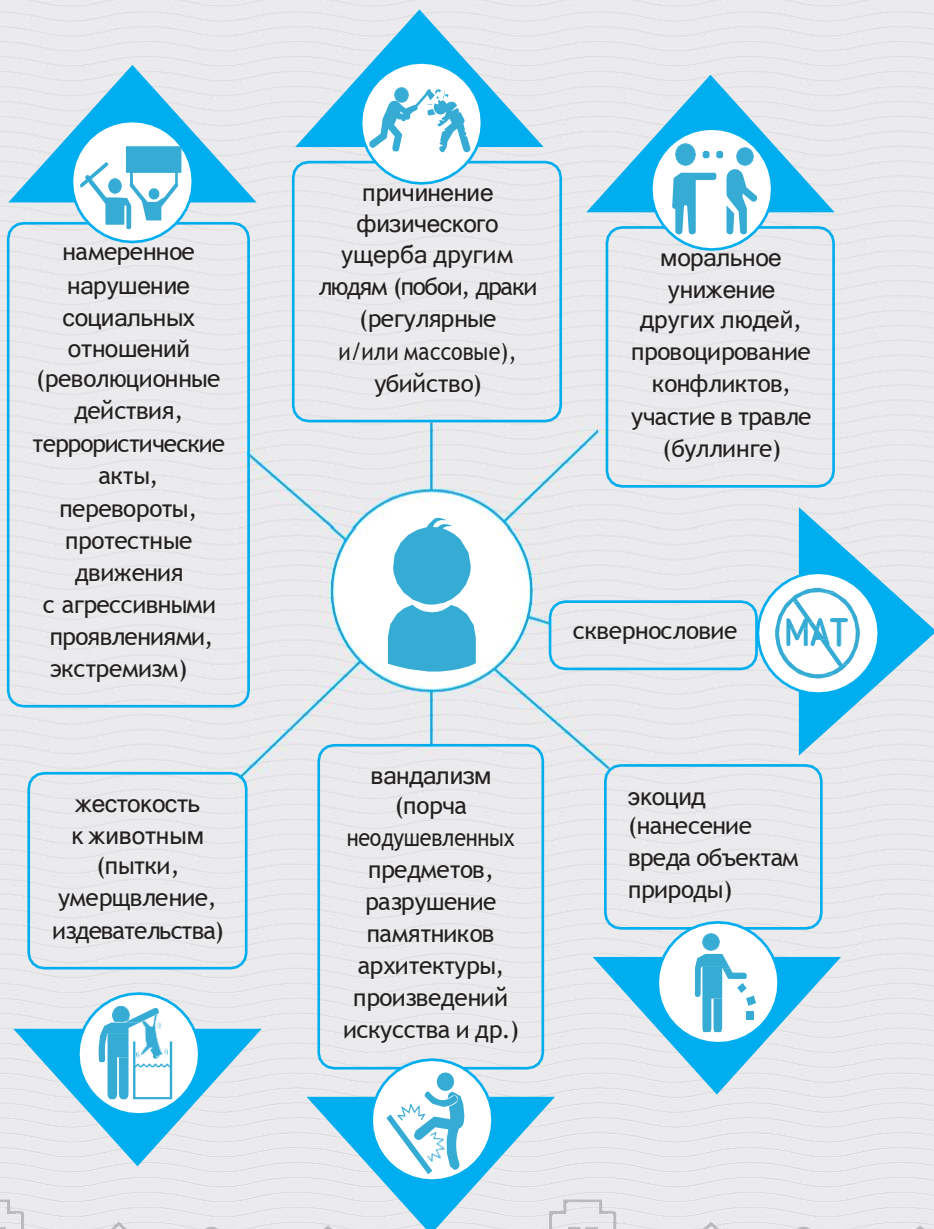 намеренное
нарушение
социальных
отношений
(революционные
действия,
террористические
акты,
перевороты,
протестные
движения
с агрессивными
проявлениями,
экстремизм)
причинение
физического
ущерба другим
людям (побои, драки
(регулярные
и/или массовые),
убийство)
моральное
унижение
других людей,
провоцирование
конфликтов,
участие в травле
(буллинге)
сквернословие
МАТ
жестокость
к животным
(пытки,
умерщвление,
издевательства)
вандализм
(порча
неодушевленных
предметов,
разрушение
памятников
архитектуры,
произведений
искусства и др.)
экоцид
(нанесение
вреда объектам
природы)